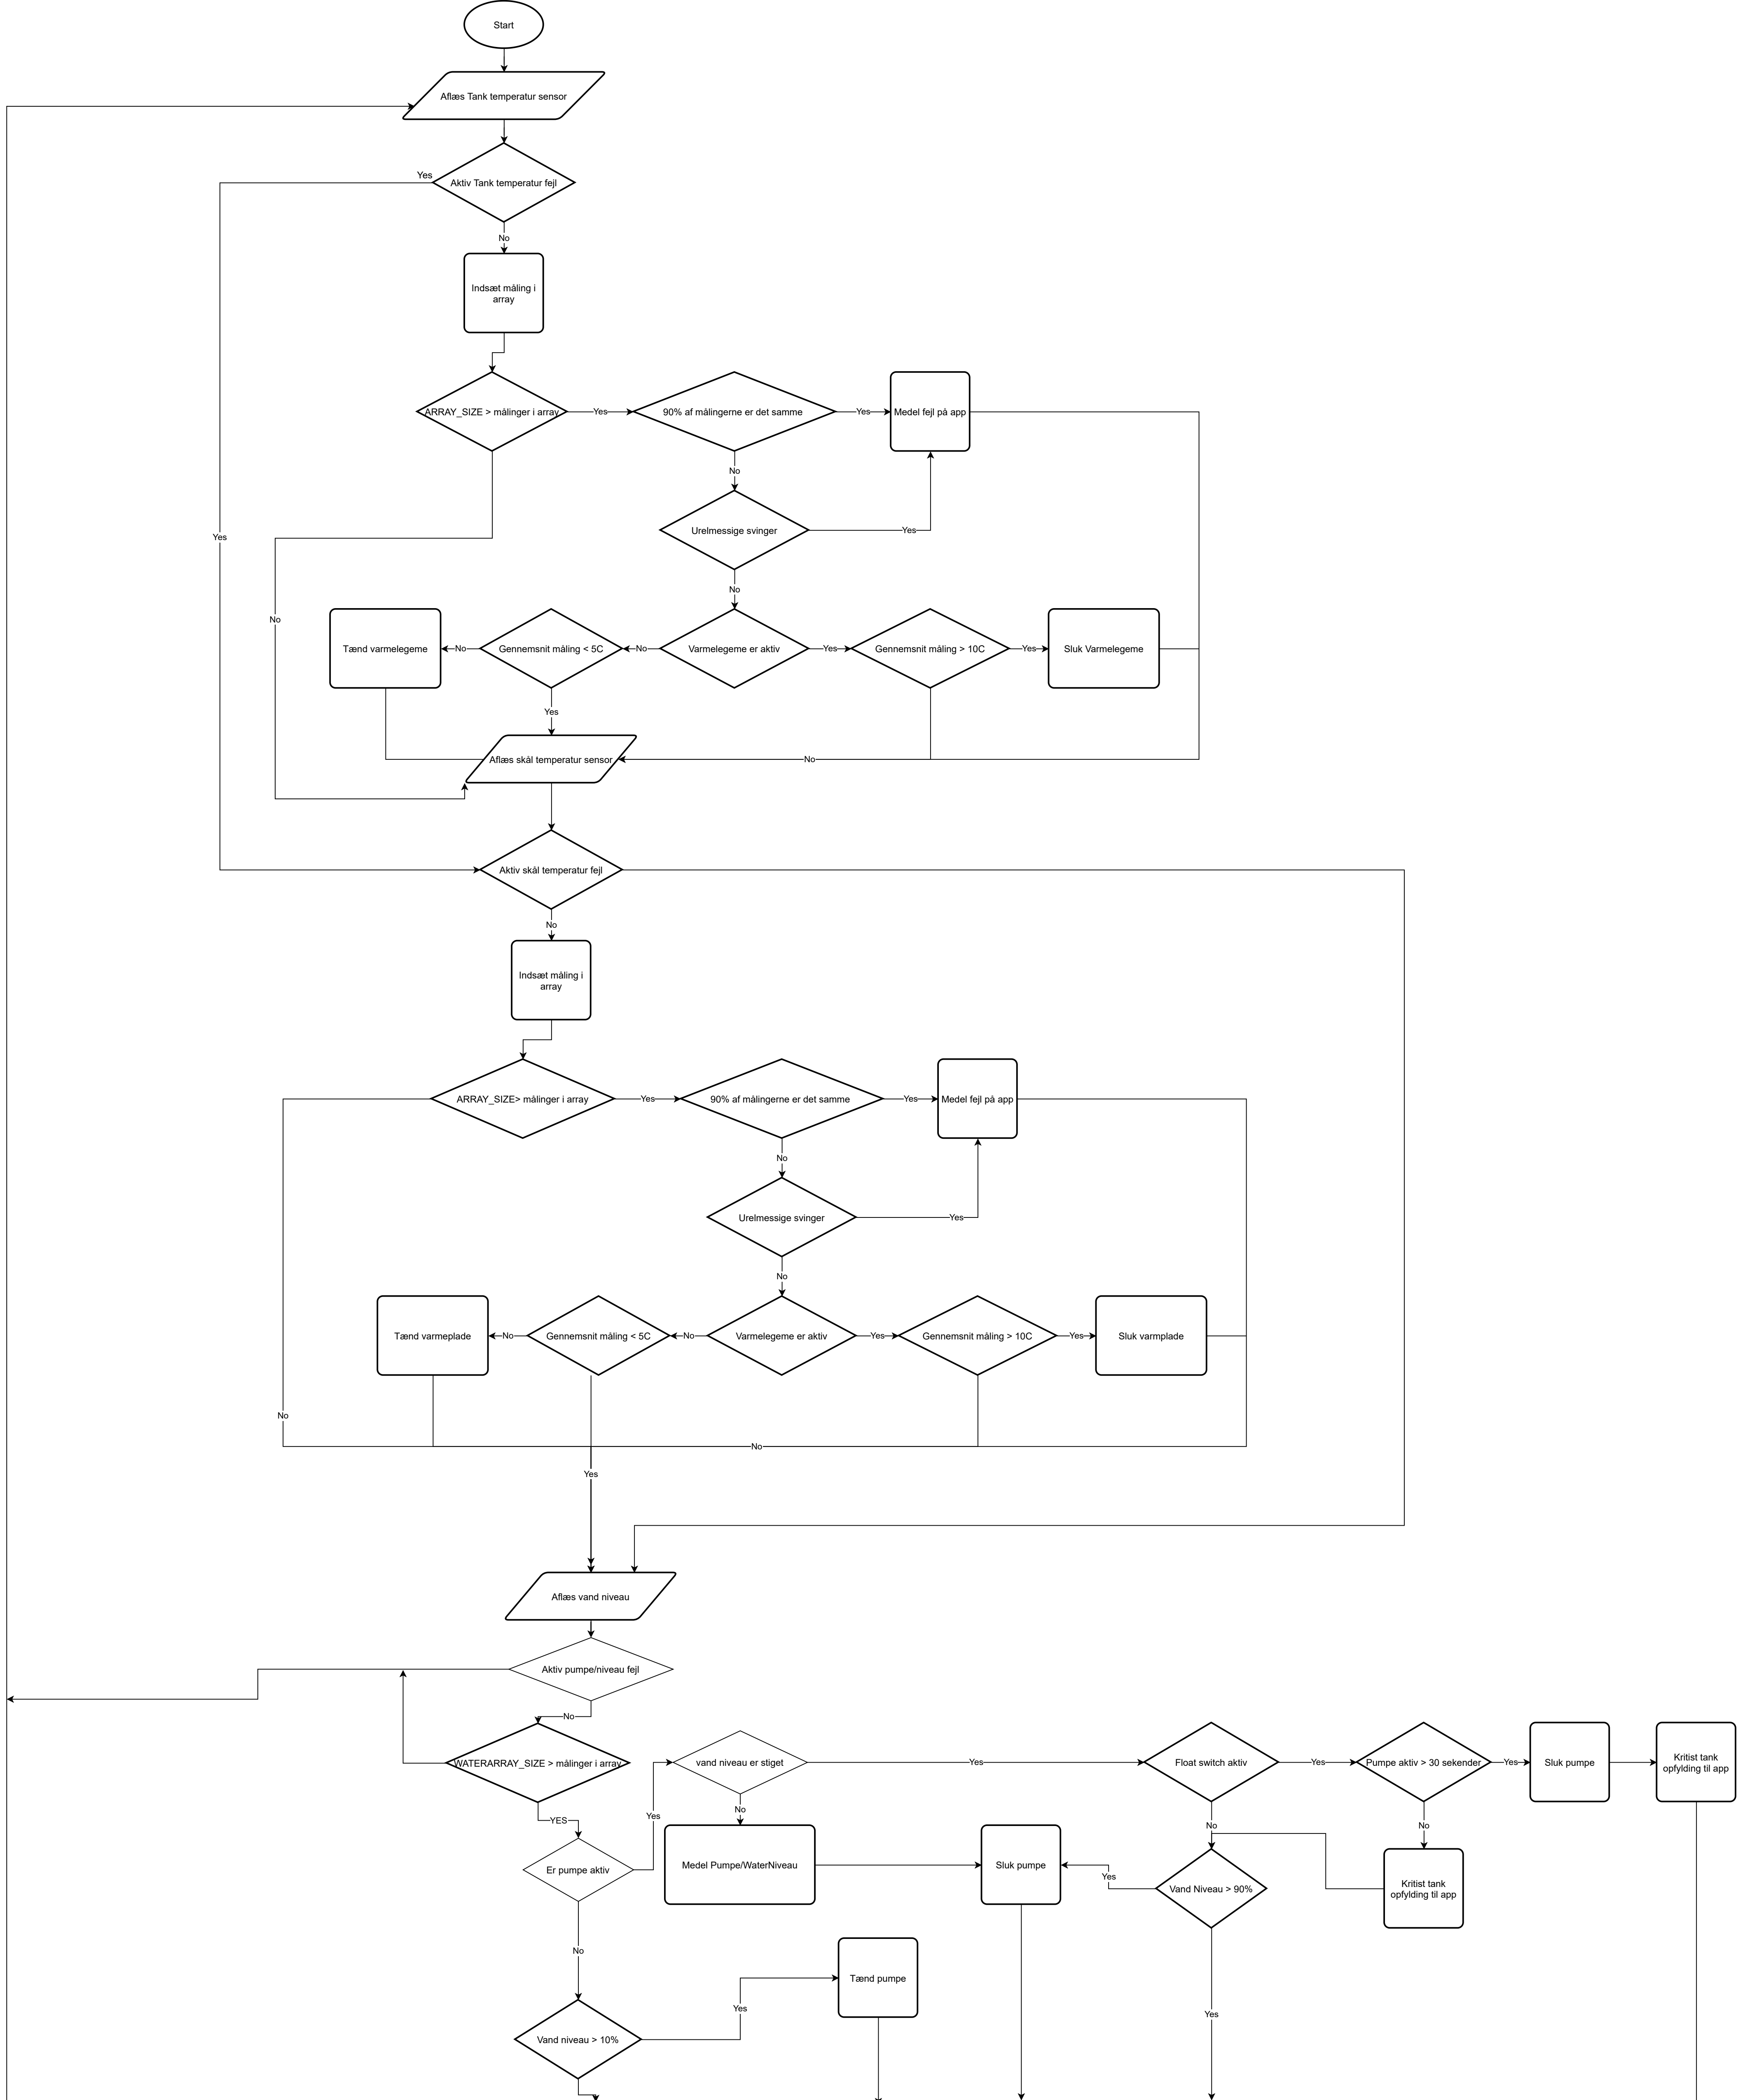 Start
Aflæs Tank temperatur sensor
Yes
Aktiv Tank temperatur fejl
No
Indsæt måling i
array
ARRAY_SIZE > målinger i array
Yes
90% af målingerne er det samme
Yes
Medel fejl på app
No
Urelmessige svinger
Yes
Yes
No
No
Tænd varmelegeme
No
Gennemsnit måling < 5C
No
Varmelegeme er aktiv
Yes
Gennemsnit måling > 10C
Yes
Sluk Varmelegeme
Yes
Aflæs skål temperatur sensor
No
Aktiv skål temperatur fejl
No
Indsæt måling i
array
ARRAY_SIZE> målinger i array
Yes
90% af målingerne er det samme
Yes
Medel fejl på app
No
Urelmessige svinger
Yes
No
Tænd varmeplade
No
Gennemsnit måling < 5C
No
Varmelegeme er aktiv
Yes
Gennemsnit måling > 10C
Yes
Sluk varmplade
No
No
Yes
Aflæs vand niveau
Aktiv pumpe/niveau fejl
No
WATERARRAY_SIZE > målinger i array
vand niveau er stiget
Yes
Float switch aktiv
Yes
Pumpe aktiv > 30 sekender
Yes
Sluk pumpe
Kritist tank
opfylding til app
No
Yes
YES
No
No
Er pumpe aktiv
Medel Pumpe/WaterNiveau
Sluk pumpe
Yes
Vand Niveau > 90%
Kritist tank
opfylding til app
No
Tænd pumpe
Yes
Yes
Vand niveau > 10%